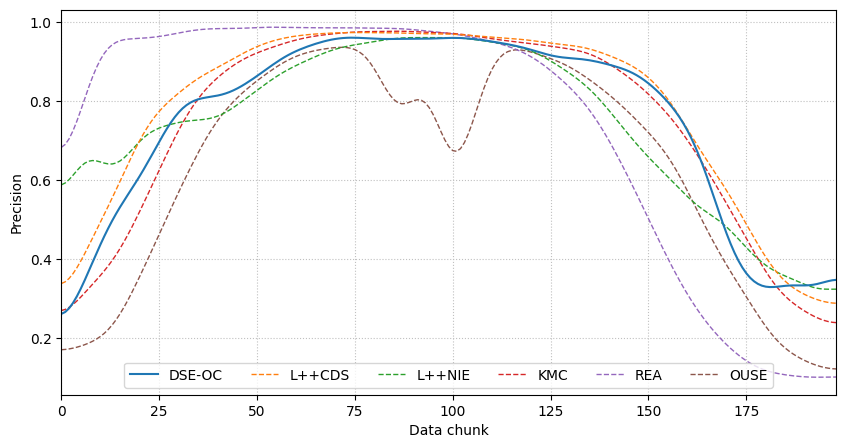 1.0
0.8
0.6
0.4
0.2
Precision
DSE-OC L++CDS L++NIE KMC REA OUSE
0 25 50 75 100 125 150 175
Data chunk